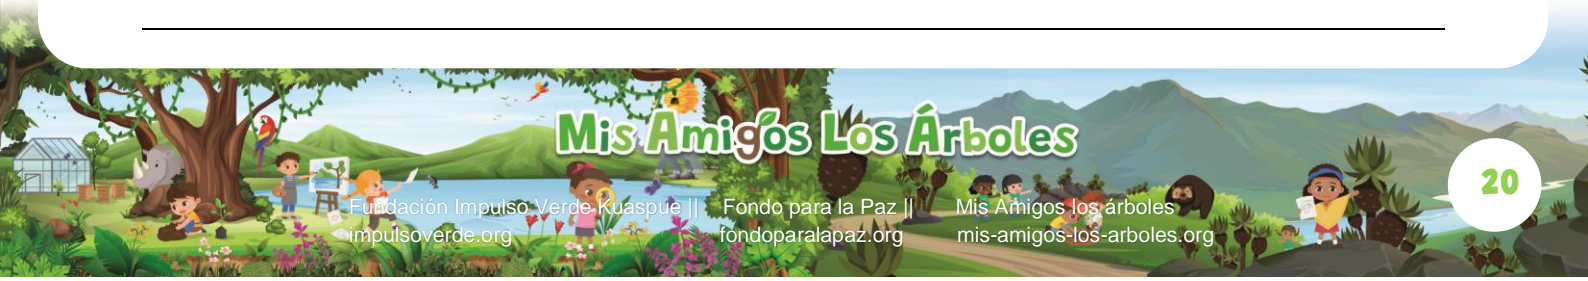 Mis Amigos Los Árboles
20
Fundación Impulso Verde Kuáspue || Fondo para la Paz || Mis Amigos los árboles
impulsoverde.org fondoparalapaz.org mis-amigos-los-arboles.org